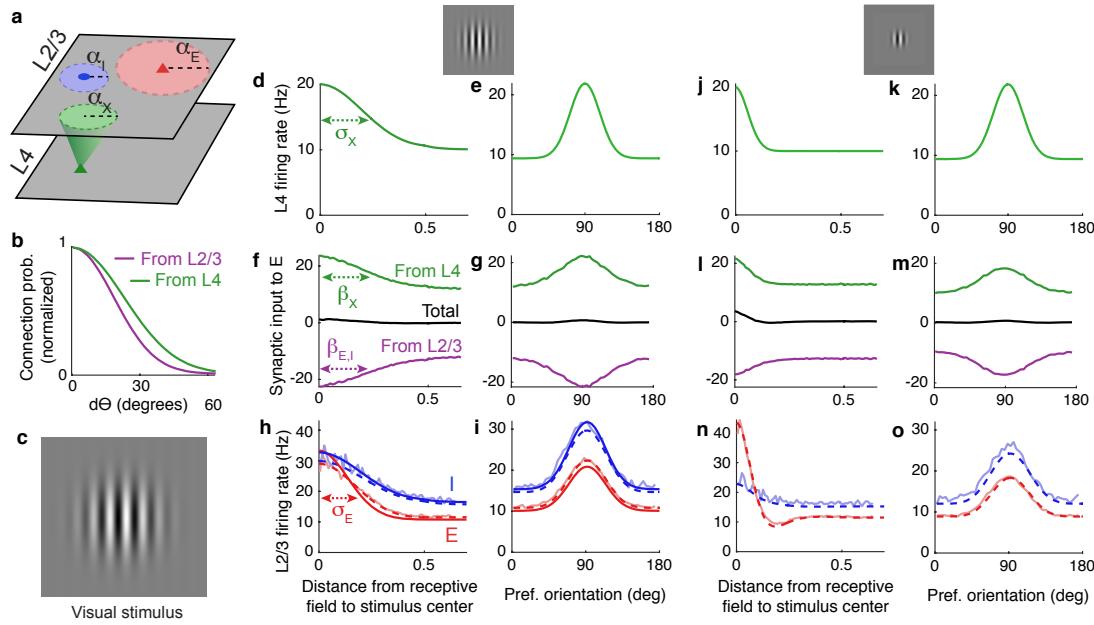 a
L2/3
α_I
α_E
α_X
L4
b
Connection prob.
(normalized)
1
0
From L2/3
From L4
0
30
60
dΘ (degrees)
c
Visual stimulus
d
L4 firing rate (Hz)
20
10
0
σ_X
0
0.5
e
20
10
0
0
90
180
j
20
10
0
0
0.5
k
20
10
0
0
90
180
f
Synaptic input to E
20
0
-20
From L4
β_X
Total
β_E,I
From L2/3
0
0.5
g
20
0
-20
0
90
180
l
20
0
-20
0
0.5
m
20
0
-20
0
90
180
h
L2/3 firing rate (Hz)
40
30
20
10
0
I
σ_E
E
0
0.5
Distance from receptive
field to stimulus center
i
30
20
10
0
0
90
180
Pref. orientation (deg)
n
40
30
20
10
0
0
0.5
Distance from receptive
field to stimulus center
o
30
20
10
0
0
90
180
Pref. orientation (deg)